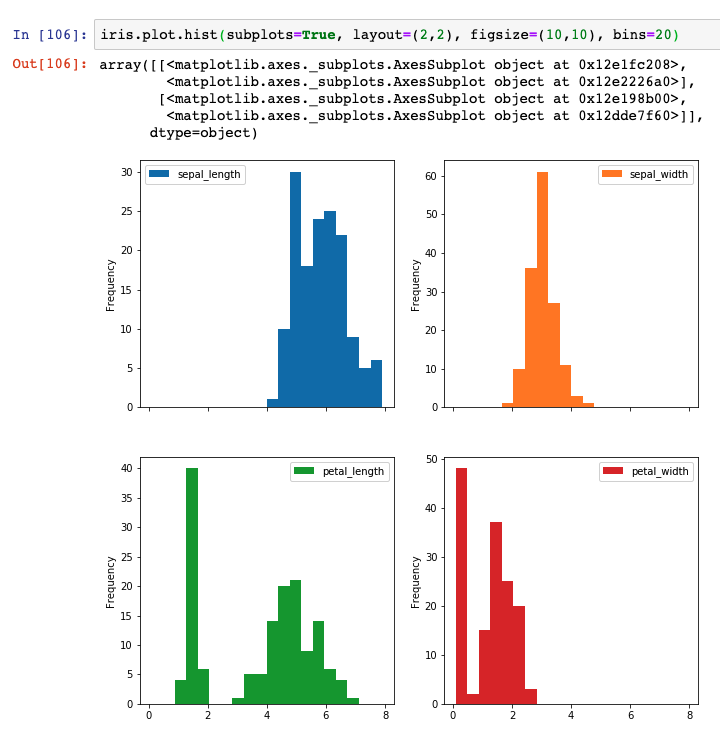 In [106]: iris.plot.hist(subplots=True, layout=(2,2), figsize=(10,10), bins=20)
Out[106]: array([[<matplotlib.axes._subplots.AxesSubplot object at 0x12e1fc208>,
<matplotlib.axes._subplots.AxesSubplot object at 0x12e2226a0>],
[<matplotlib.axes._subplots.AxesSubplot object at 0x12e198b00>,
<matplotlib.axes._subplots.AxesSubplot object at 0x12dde7f60>]],
dtype=object)
sepal_length
30
25
20
15
10
5
0
Frequency
sepal_width
60
50
40
30
20
10
0
Frequency
petal_length
40
35
30
25
20
15
10
5
0
Frequency
0 2 4 6 8
petal_width
50
40
30
20
10
0
Frequency
0 2 4 6 8